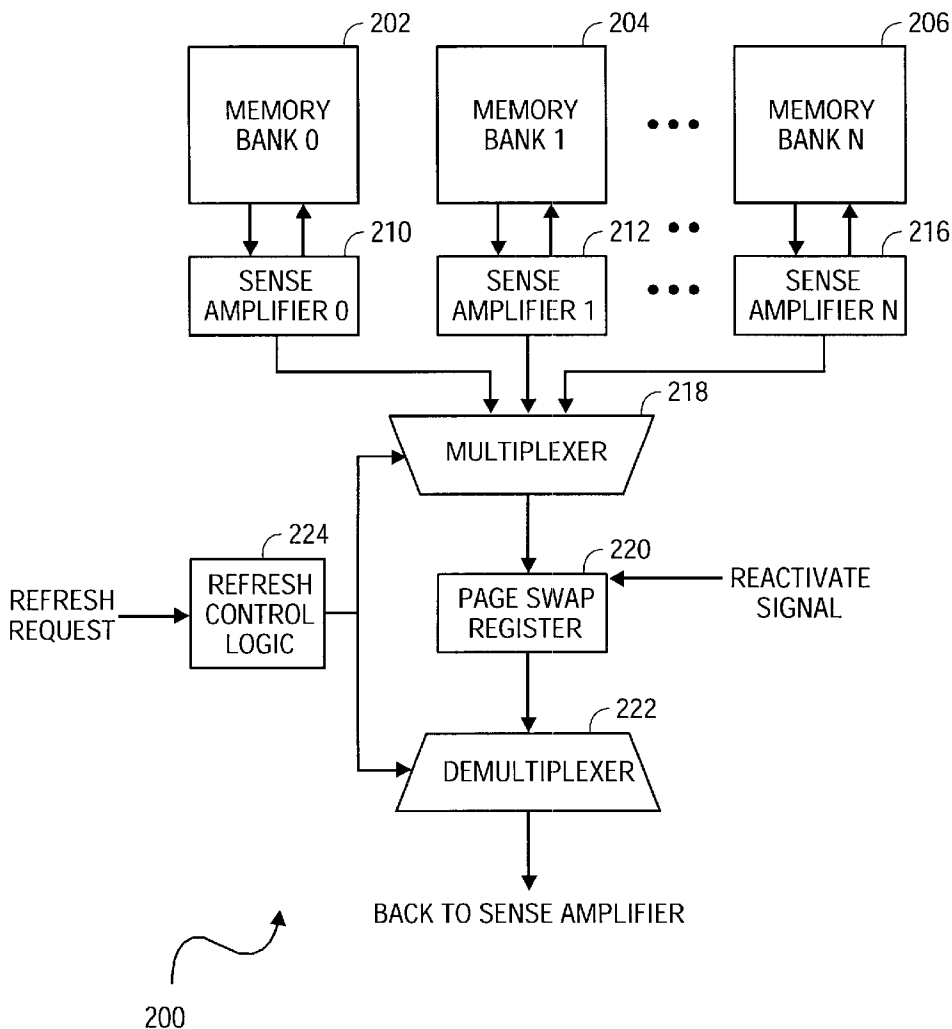 202
204
206
MEMORY
BANK 0
MEMORY
BANK 1
MEMORY
BANK N
210
212
216
SENSE
AMPLIFIER 0
SENSE
AMPLIFIER 1
SENSE
AMPLIFIER N
218
MULTIPLEXER
224
220
REFRESH
REQUEST
REFRESH
CONTROL
LOGIC
PAGE SWAP
REGISTER
REACTIVATE
SIGNAL
222
DEMULTIPLEXER
BACK TO SENSE AMPLIFIER
200